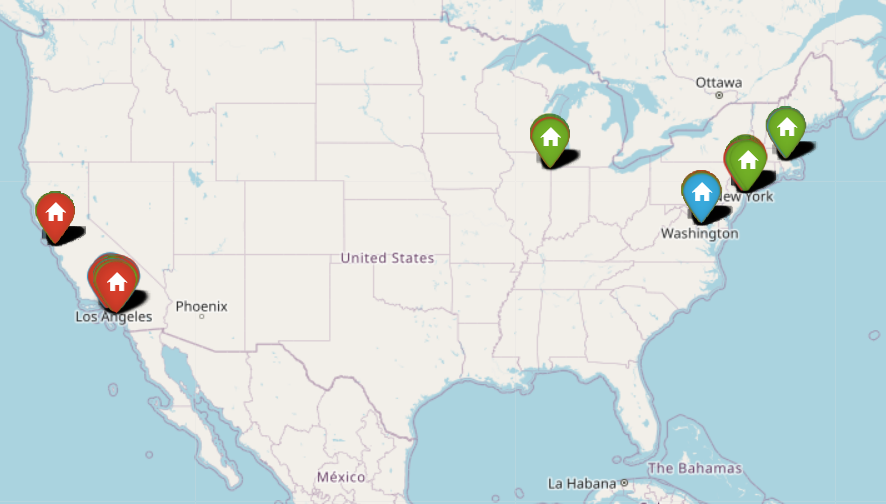 Ottawa
New York
Washington
United States
Phoenix
Los Angeles
The Bahamas
México
La Habana